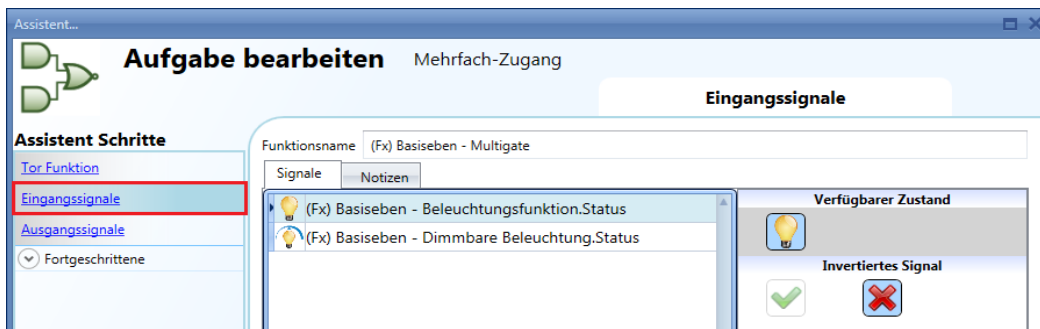 Assistent...
Aufgabe bearbeiten Mehrfach-Zugang
Eingangssignale
Assistent Schritte
Tor Funktion
Eingangssignale
Ausgangssignale
Fortgeschrittene
Funktionsname (Fx) Basiseben - Multigate
Signale Notizen
(Fx) Basiseben - Beleuchtungsfunktion.Status
(Fx) Basiseben - Dimmbare Beleuchtung.Status
Verfügbarer Zustand
Invertiertes Signal